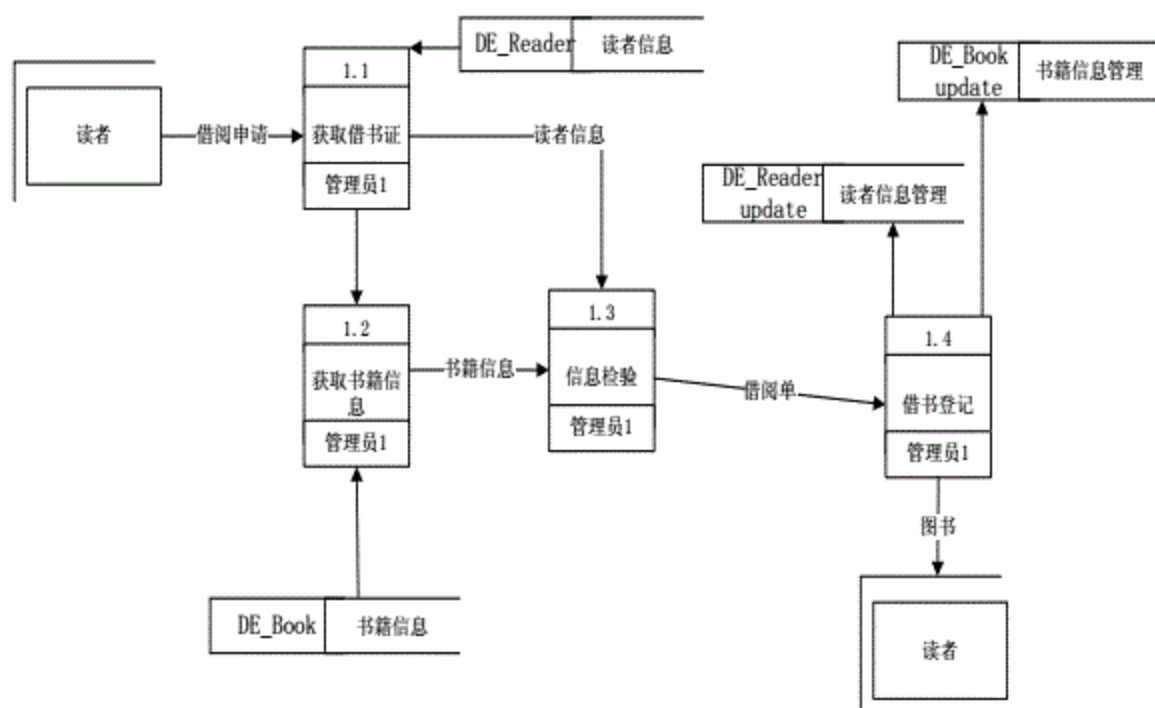 DE_Reader 读者信息
DE_Book
update
书籍信息管理
1.1
读者
借阅申请
获取借书证
读者信息
管理员1
DE_Reader
update
读者信息管理
1.2
1.3
1.4
获取书籍信
息
书籍信息
信息检验
借阅单
借书登记
管理员1
管理员1
管理员1
图书
DE_Book 书籍信息
读者